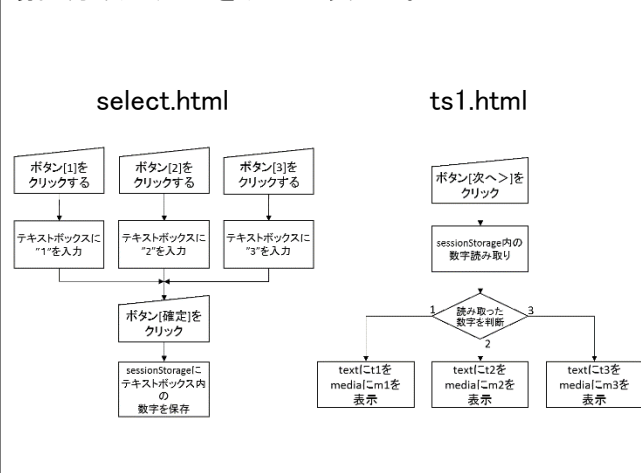 select.html
ts1.html
ボタン[1]を
クリックする
ボタン[2]を
クリックする
ボタン[3]を
クリックする
テキストボックスに
"1"を入力
テキストボックスに
"2"を入力
テキストボックスに
"3"を入力
ボタン[確定]を
クリック
sessionStorageに
テキストボックス内
の
数字を保存
ボタン[次へ>]を
クリック
sessionStorage内の
数字読み取り
読み取った
数字を判断
1
3
2
textにt1を
mediaにm1を
表示
textにt2を
mediaにm2を
表示
textにt3を
mediaにm3を
表示